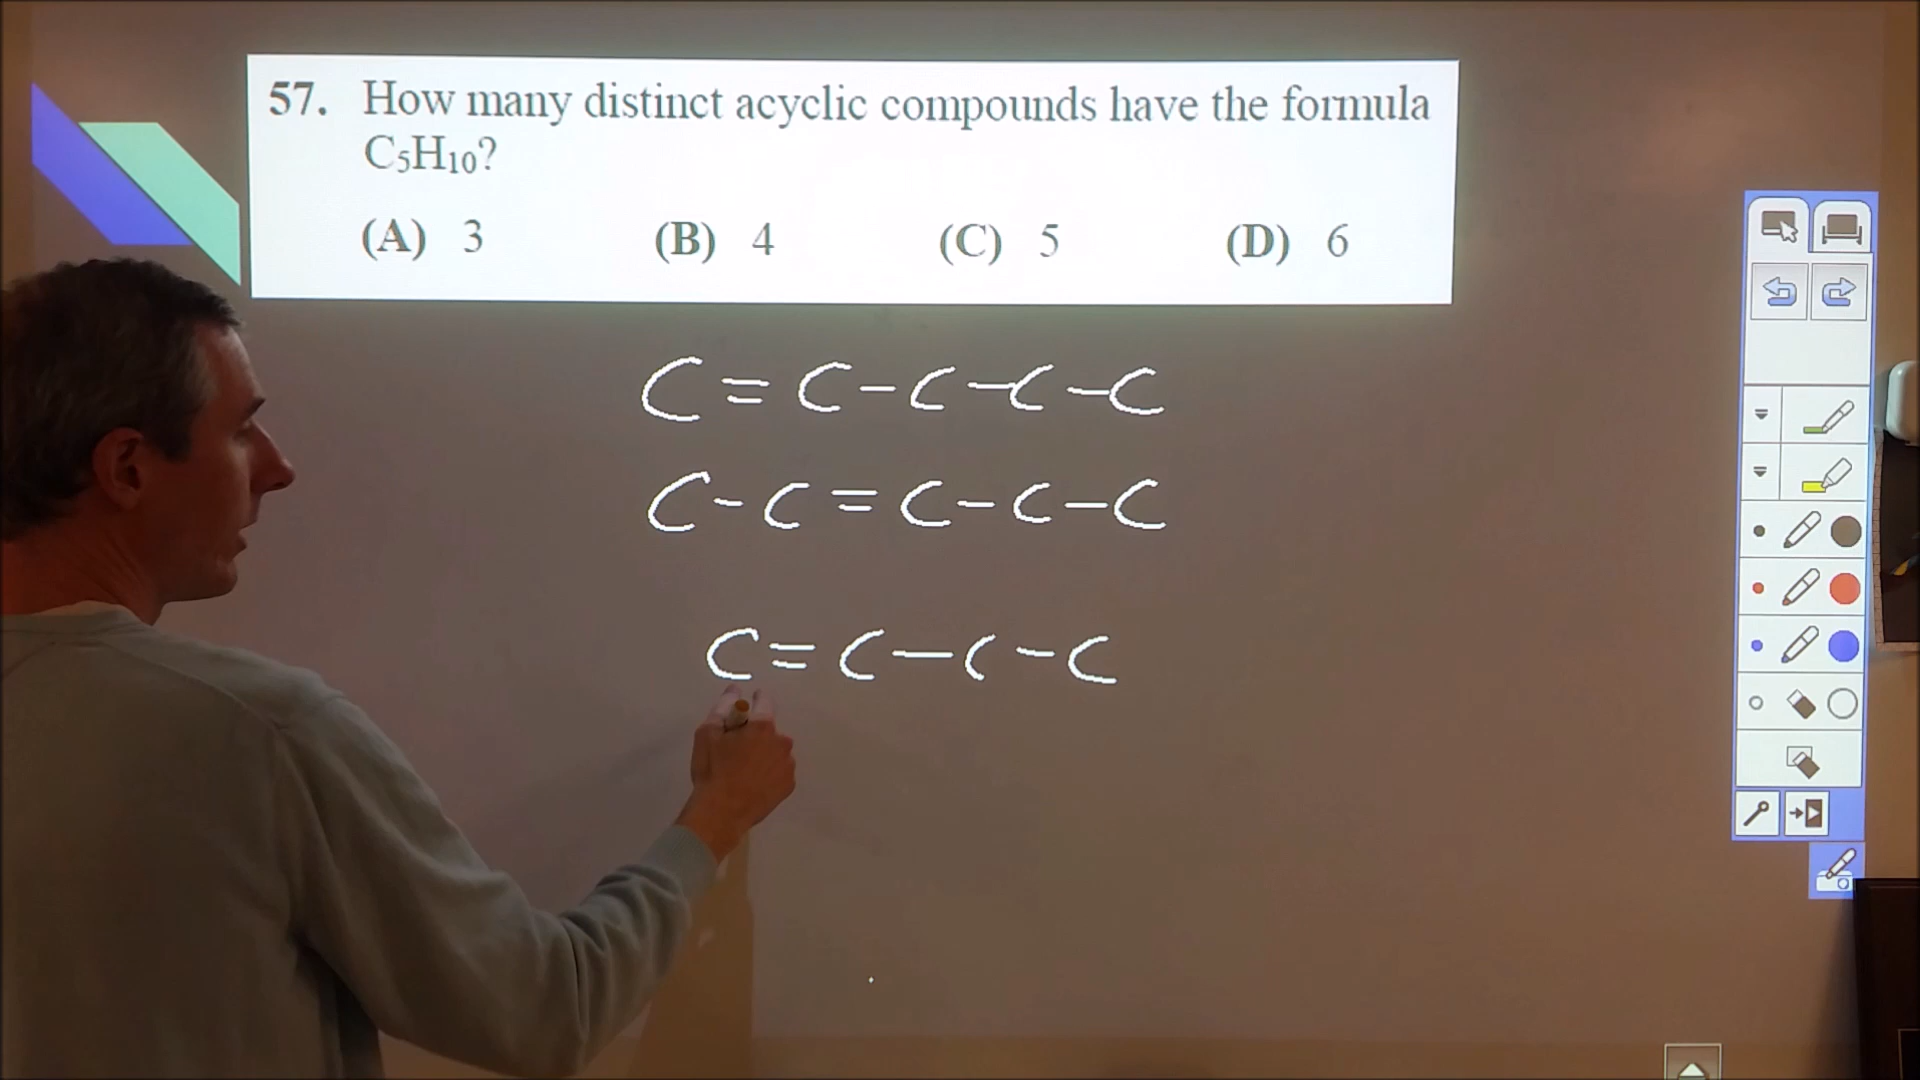 57. How many distinct acyclic compounds have the formula
C₅H₁₀?
(A) 3 (B) 4 (C) 5 (D) 6
C=C-C-C-C
C-C=C-C-C
C=C-C-C